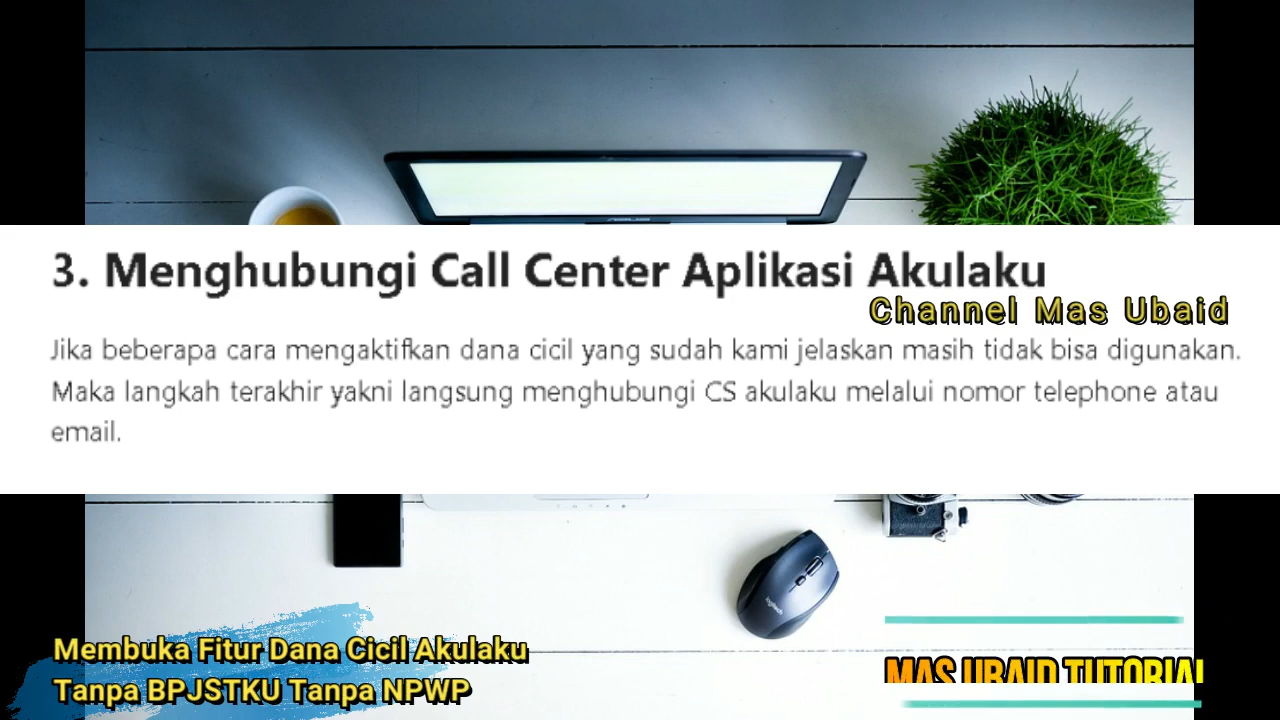 ASUS
3. Menghubungi Call Center Aplikasi Akulaku
Channel Mas Ubaid
Jika beberapa cara mengaktifkan dana cicil yang sudah kami jelaskan masih tidak bisa digunakan.
Maka langkah terakhir yakni langsung menghubungi CS akulaku melalui nomor telephone atau
email.
logitech
Membuka Fitur Dana Cicil Akulaku
Tanpa BPJSTKU Tanpa NPWP
MAS UBAID TUTORIAL